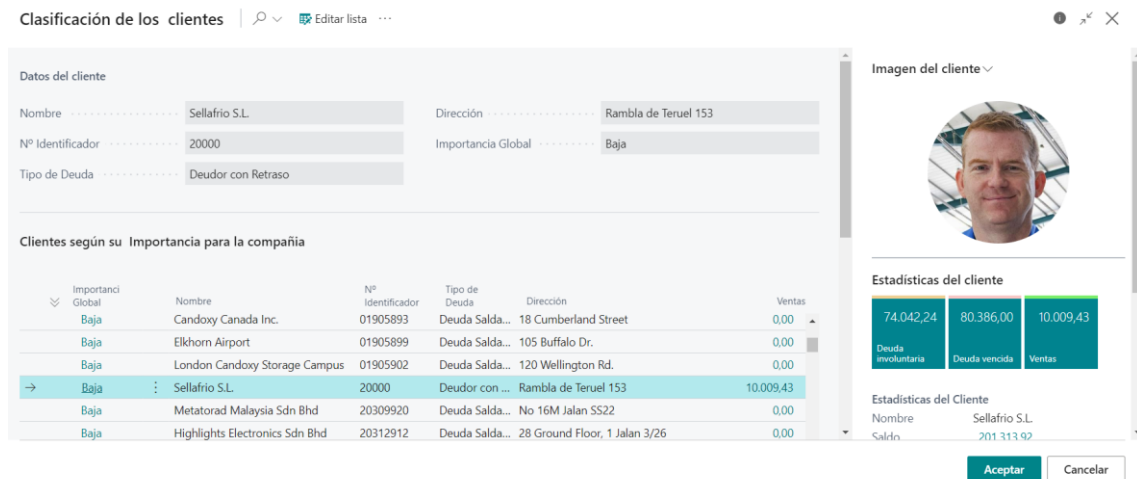 Clasificación de los clientes
Editar lista
Datos del cliente
Nombre Sellafrio S.L.
Dirección Rambla de Teruel 153
Nº Identificador 20000
Importancia Global Baja
Tipo de Deuda Deudor con Retraso
Clientes según su Importancia para la compañia
Importanci Global Nombre Nº Identificador Tipo de Deuda Dirección Ventas
Baja Candoxy Canada Inc. 01905893 Deuda Salda... 18 Cumberland Street 0,00
Baja Elkhorn Airport 01905899 Deuda Salda... 105 Buffalo Dr. 0,00
Baja London Candoxy Storage Campus 01905902 Deuda Salda... 120 Wellington Rd. 0,00
Baja Sellafrio S.L. 20000 Deudor con ... Rambla de Teruel 153 10.009,43
Baja Metatorad Malaysia Sdn Bhd 20309920 Deuda Salda... No 16M Jalan SS22 0,00
Baja Highlights Electronics Sdn Bhd 20312912 Deuda Salda... 28 Ground Floor, 1 Jalan 3/26 0,00
Imagen del cliente
Estadísticas del cliente
74.042,24 80.386,00 10.009,43
Deuda involuntaria Deuda vencida Ventas
Estadísticas del Cliente
Nombre Sellafrio S.L.
Saldo 201.313,92
Aceptar Cancelar